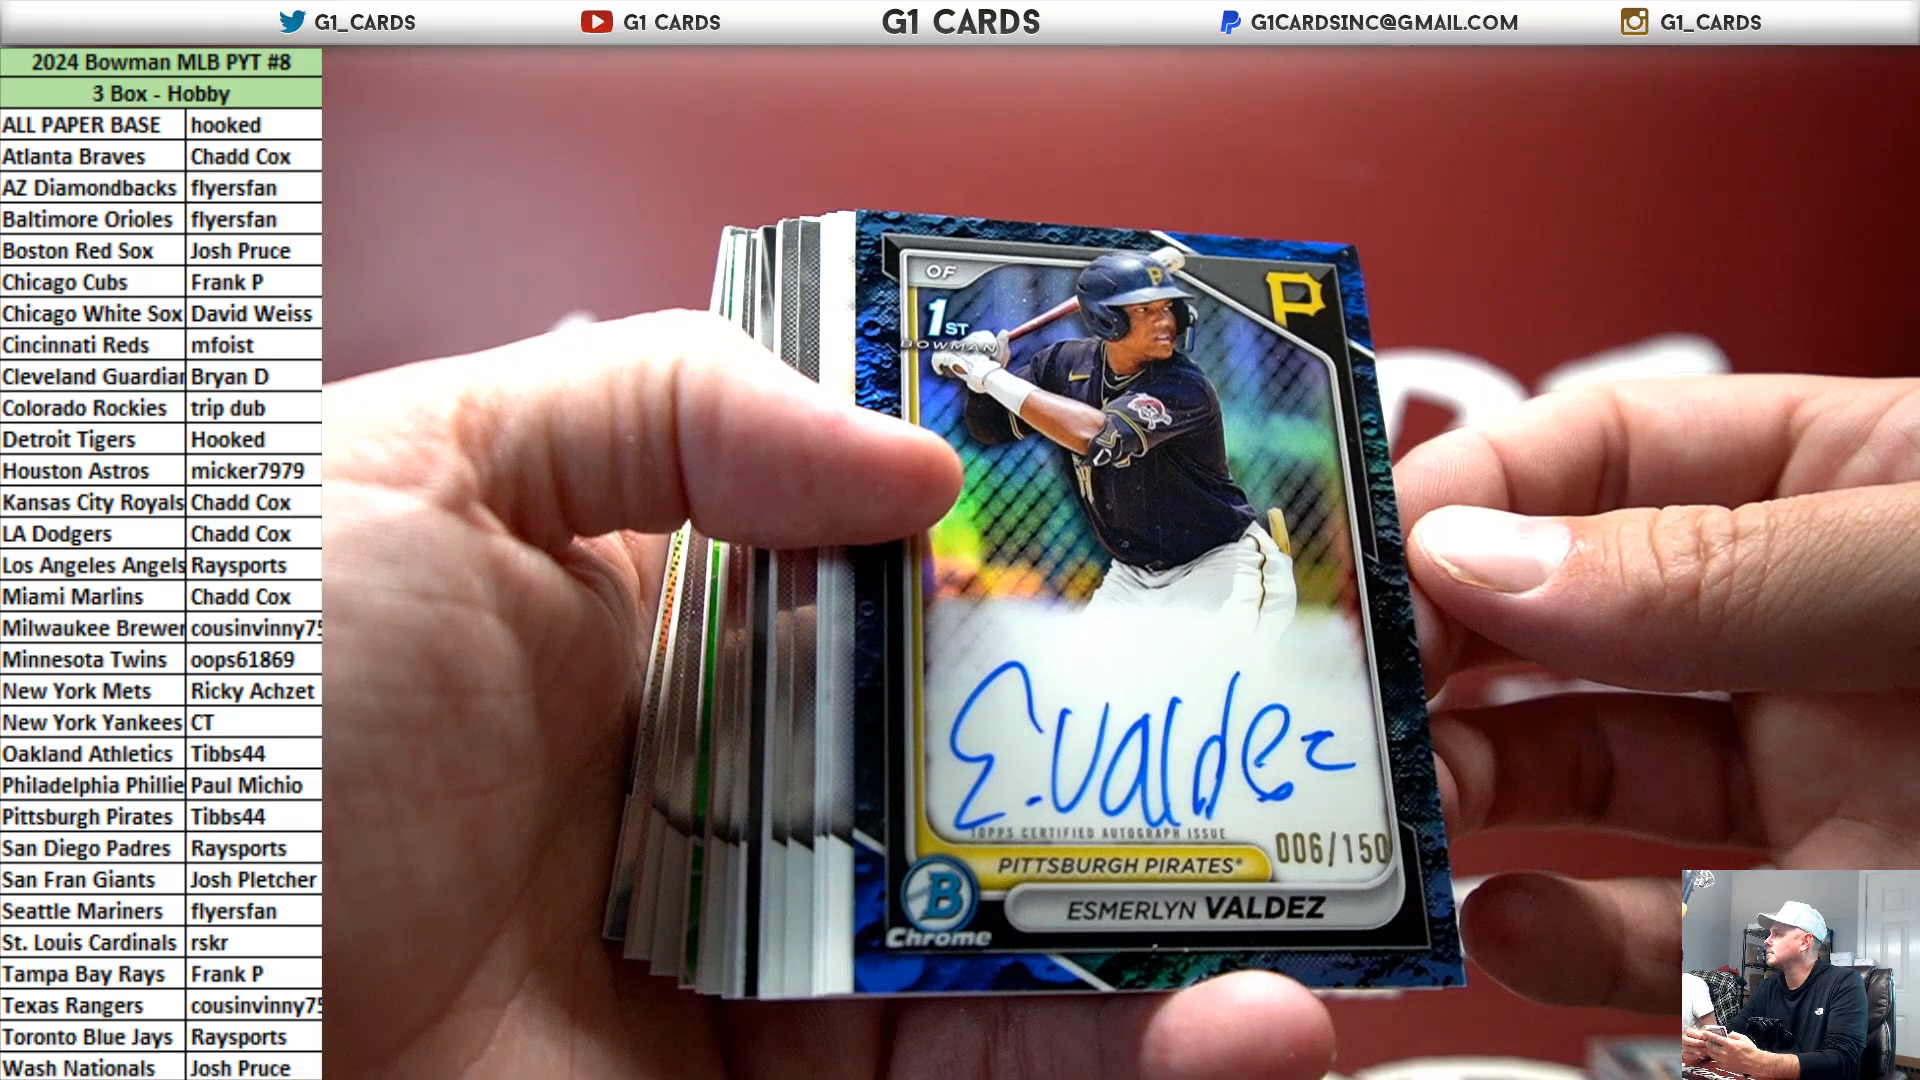 G1_CARDS
G1 CARDS
G1 CARDS
G1CARDSINC@GMAIL.COM
G1_CARDS
2024 Bowman MLB PYT #8
3 Box - Hobby
ALL PAPER BASE hooked
Atlanta Braves Chadd Cox
AZ Diamondbacks flyersfan
Baltimore Orioles flyersfan
Boston Red Sox Josh Pruce
Chicago Cubs Frank P
Chicago White Sox David Weiss
Cincinnati Reds mfoist
Cleveland Guardian Bryan D
Colorado Rockies trip dub
Detroit Tigers Hooked
Houston Astros micker7979
Kansas City Royals Chadd Cox
LA Dodgers Chadd Cox
Los Angeles Angels Raysports
Miami Marlins Chadd Cox
Milwaukee Brewer cousinvinny75
Minnesota Twins oops61869
New York Mets Ricky Achzet
New York Yankees CT
Oakland Athletics Tibbs44
Philadelphia Phillie Paul Michio
Pittsburgh Pirates Tibbs44
San Diego Padres Raysports
San Fran Giants Josh Pletcher
Seattle Mariners flyersfan
St. Louis Cardinals rskr
Tampa Bay Rays Frank P
Texas Rangers cousinvinny75
Toronto Blue Jays Raysports
Wash Nationals Josh Pruce
OF
P
1ST
BOWMAN
P
E. Valdez
TOPPS CERTIFIED AUTOGRAPH ISSUE
006/150
PITTSBURGH PIRATES
ESMERLYN VALDEZ
B
Chrome